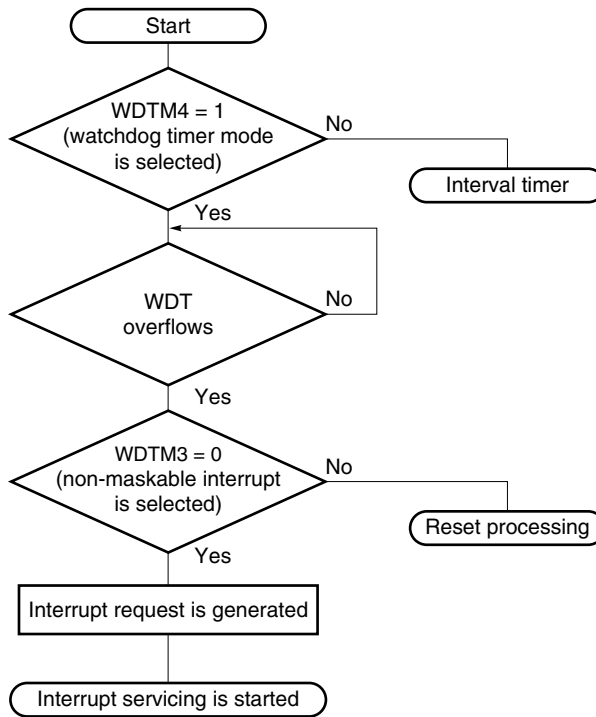 Start
WDTM4 = 1
(watchdog timer mode
is selected)
No
Interval timer
Yes
WDT
overflows
No
Yes
WDTM3 = 0
(non-maskable interrupt
is selected)
No
Reset processing
Yes
Interrupt request is generated
Interrupt servicing is started